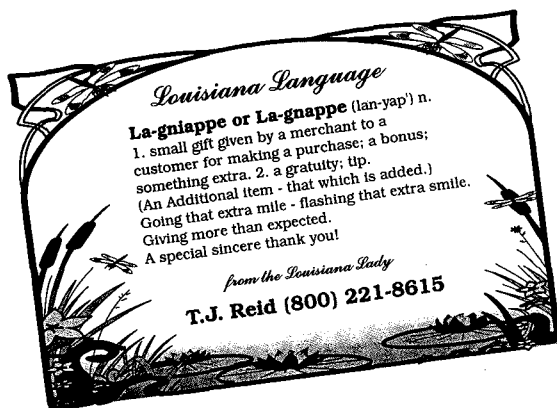 Louisiana Language
La-gniappe or La-gnappe (lan-yap') n.
1. small gift given by a merchant to a
customer for making a purchase; a bonus;
something extra. 2. a gratuity; tip.
(An Additional item - that which is added.)
Going that extra mile - flashing that extra smile.
Giving more than expected.
A special sincere thank you!
from the Louisiana Lady
T.J. Reid (800) 221-8615